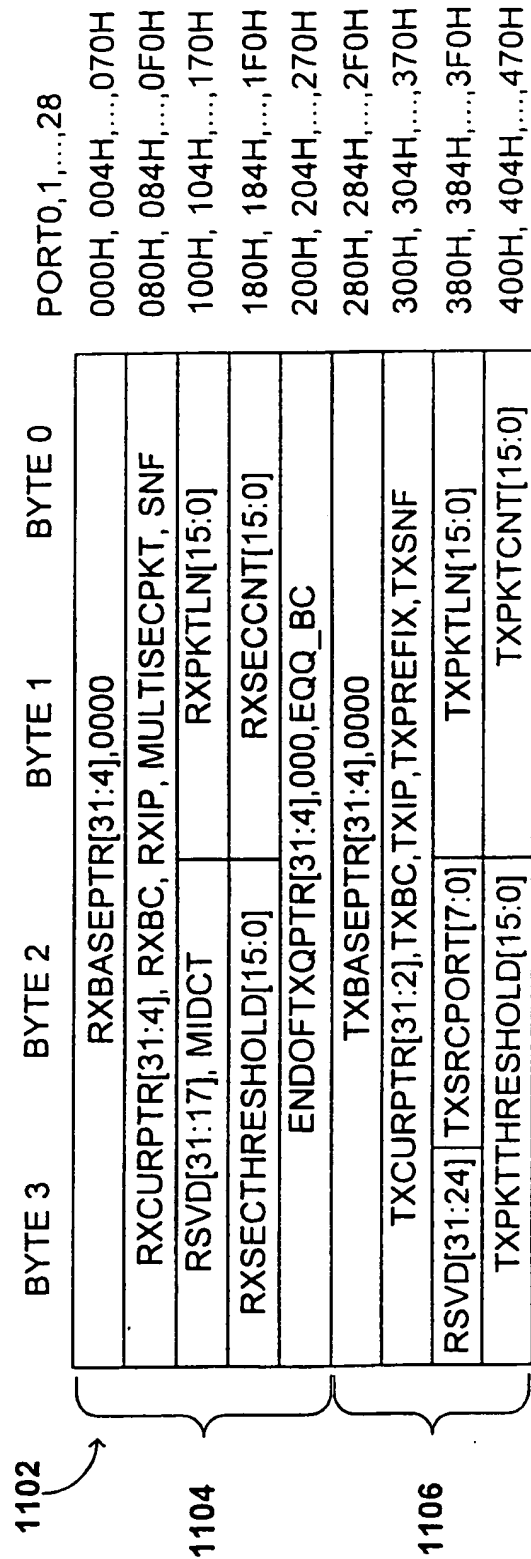 1102
BYTE 3 BYTE 2 BYTE 1 BYTE 0 PORT0,1,...,28
1104
RXBASEPTR[31:4],0000 000H, 004H,...,070H
RXCURPTR[31:4], RXBC, RXIP, MULTISECPKT, SNF 080H, 084H,...,0F0H
RSVD[31:17], MIDCT RXPKTLN[15:0] 100H, 104H,...,170H
RXSECTHRESHOLD[15:0] RXSECCNT[15:0] 180H, 184H,...,1F0H
ENDOFTXQPTR[31:4],000,EQQ_BC 200H, 204H,...,270H
1106
TXBASEPTR[31:4],0000 280H, 284H,...,2F0H
TXCURPTR[31:2],TXBC,TXIP,TXPREFIX,TXSNF 300H, 304H,...,370H
RSVD[31:24] TXSRCPORT[7:0] TXPKTLN[15:0] 380H, 384H,...,3F0H
TXPKTTHRESHOLD[15:0] TXPKTCNT[15:0] 400H, 404H,...,470H